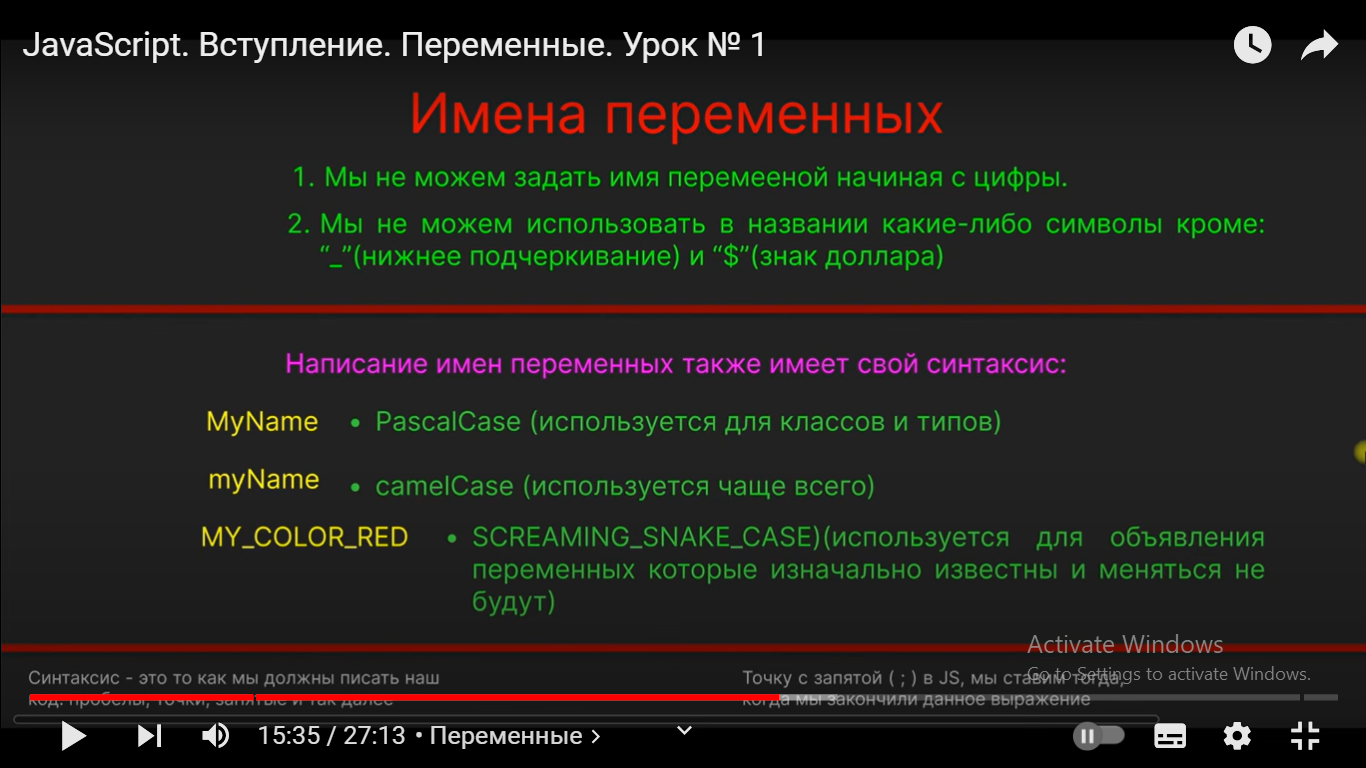 JavaScript. Вступление. Переменные. Урок № 1
Имена переменных
1. Мы не можем задать имя перемееной начиная с цифры.
2. Мы не можем использовать в названии какие-либо символы кроме:
“_”(нижнее подчеркивание) и “$”(знак доллара)
Написание имен переменных также имеет свой синтаксис:
MyName • PascalCase (используется для классов и типов)
myName • camelCase (используется чаще всего)
MY_COLOR_RED • SCREAMING_SNAKE_CASE)(используется для объявления
переменных которые изначально известны и меняться не
будут)
Activate Windows
Go to Settings to activate Windows.
Синтаксис - это то как мы должны писать наш
код: пробелы, точки, запятые и так далее
Точку с запятой ( ; ) в JS, мы ставим тогда,
когда мы закончили данное выражение
15:35 / 27:13 • Переменные >